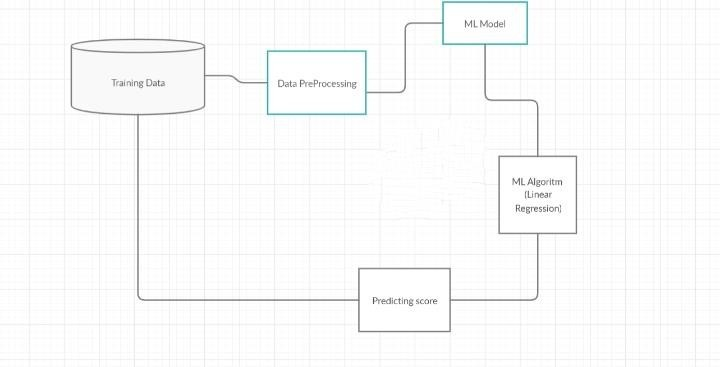 ML Model
Training Data
Data PreProcessing
ML Algoritm
(Linear
Regression)
Predicting score